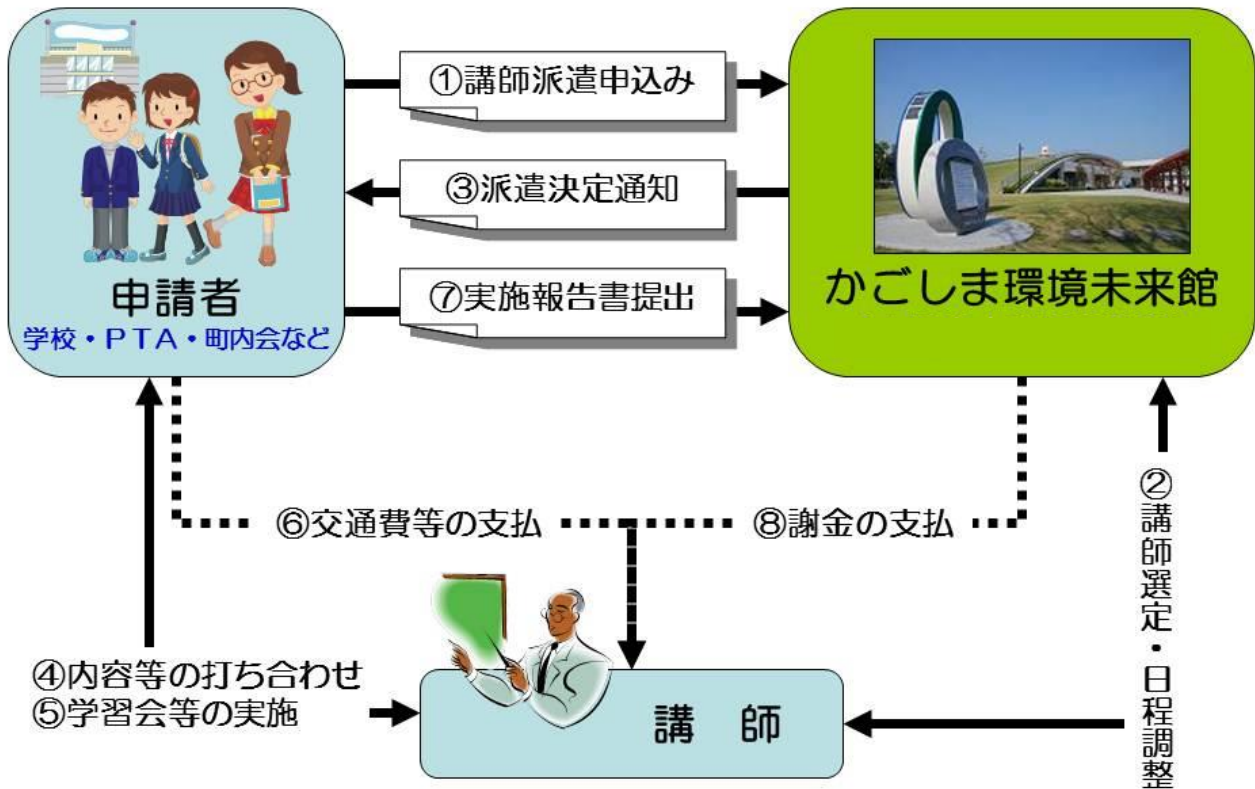 ①講師派遣申込み
③派遣決定通知
⑦実施報告書提出
申請者
学校・PTA・町内会など
かごしま環境未来館
⑥交通費等の支払
⑧謝金の支払
②講師選定・日程調整
④内容等の打ち合わせ
⑤学習会等の実施
講師